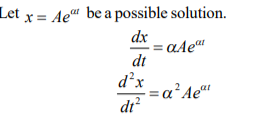 Let x = Ae^{αt} be a possible solution.
dx/dt = αAe^{αt}
d²x/dt² = α²Ae^{αt}